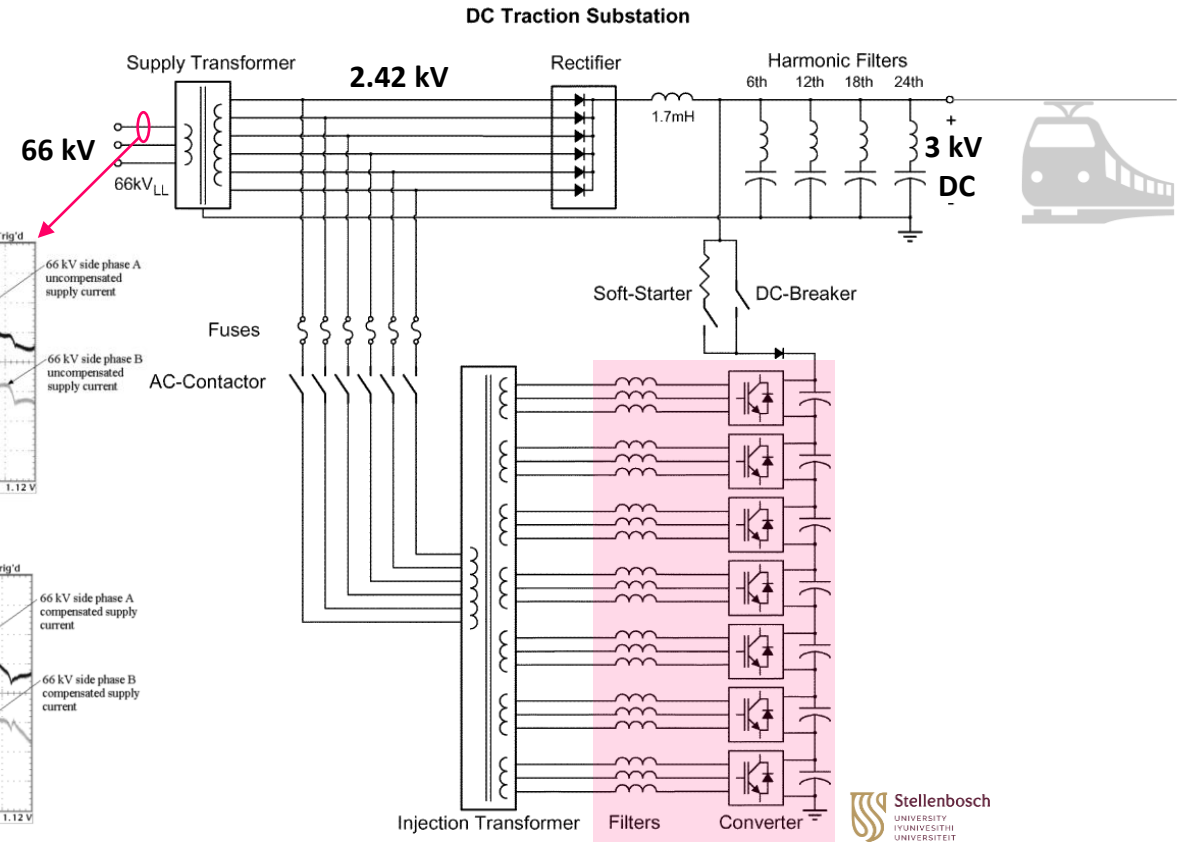 DC Traction Substation
Supply Transformer
2.42 kV
Rectifier
Harmonic Filters
6th 12th 18th 24th
1.7mH
+
66 kV
3 kV
DC
-
66kVLL
66 kV side phase A
uncompensated
supply current
Soft-Starter
DC-Breaker
Fuses
66 kV side phase B
uncompensated
supply current
AC-Contactor
1.12 V
66 kV side phase A
compensated supply
current
66 kV side phase B
compensated supply
current
1.12 V
Injection Transformer
Filters
Converter
Stellenbosch
UNIVERSITY
IYUNIVESITHI
UNIVERSITEIT